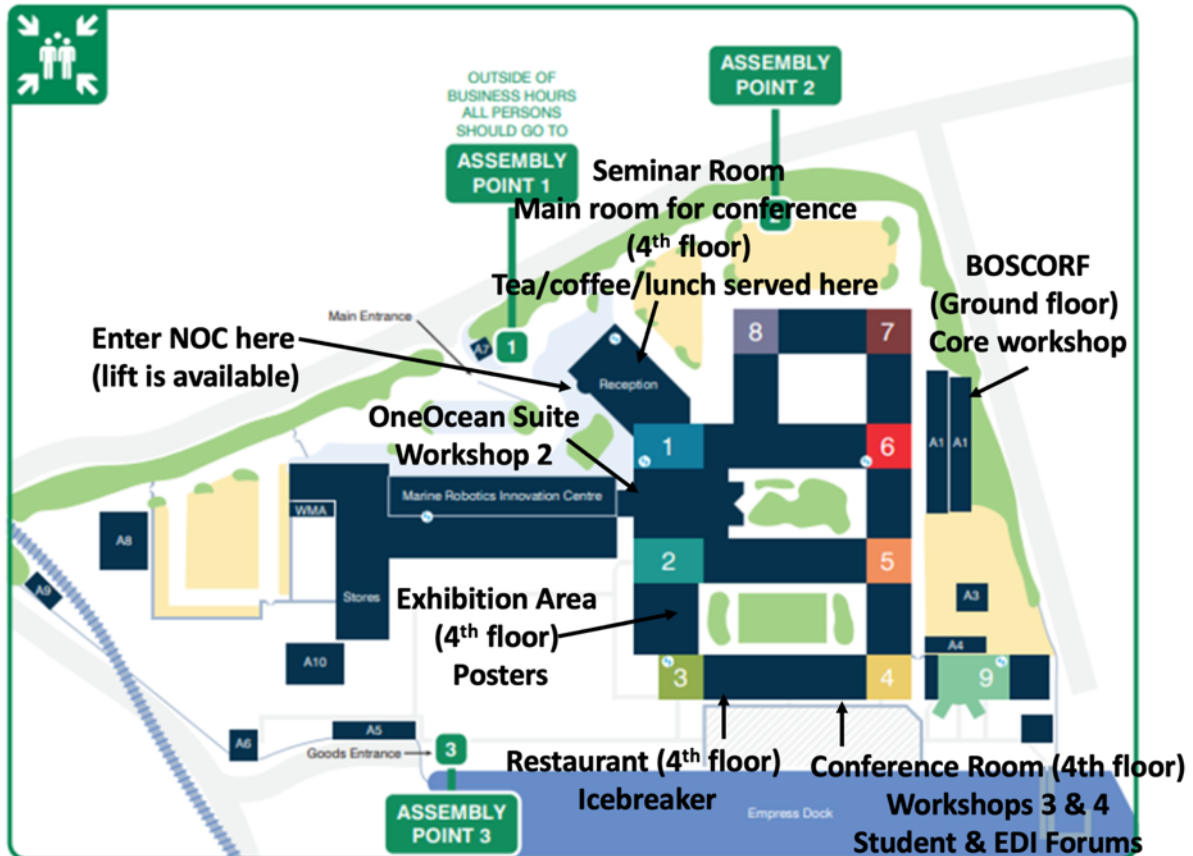 OUTSIDE OF
BUSINESS HOURS
ALL PERSONS
SHOULD GO TO
ASSEMBLY
POINT 1
ASSEMBLY
POINT 2
Seminar Room
Main room for conference
(4th floor)
Tea/coffee/lunch served here
BOSCORF
(Ground floor)
Core workshop
Main Entrance
Enter NOC here
(lift is available)
A7
1
Reception
8
7
OneOcean Suite
Workshop 2
1
6
A1
A1
Marine Robotics Innovation Centre
WMA
A8
2
5
A9
Stores
Exhibition Area
(4th floor)
Posters
A3
A4
A10
3
4
9
A6
A5
Goods Entrance
3
Restaurant (4th floor)
Icebreaker
Conference Room (4th floor)
Workshops 3 & 4
Student & EDI Forums
ASSEMBLY
POINT 3
Empress Dock